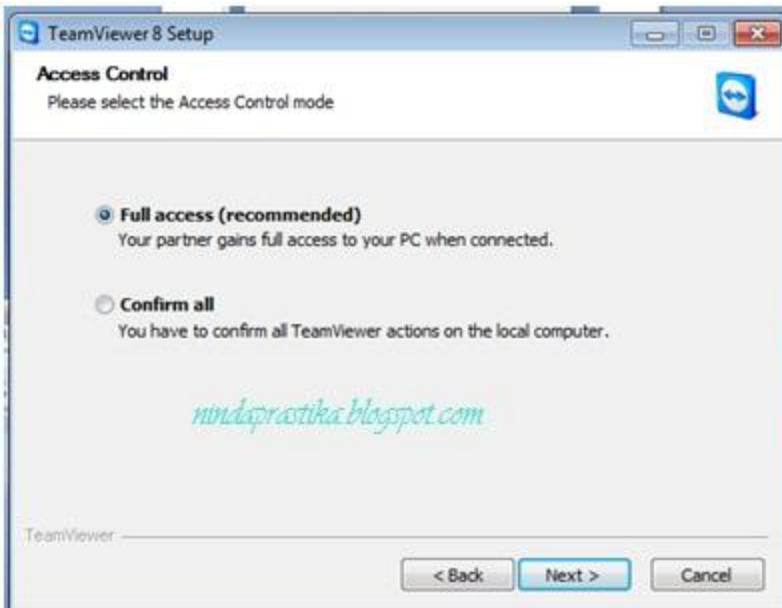 TeamViewer 8 Setup
Access Control
Please select the Access Control mode
Full access (recommended)
Your partner gains full access to your PC when connected.
Confirm all
You have to confirm all TeamViewer actions on the local computer.
nindaprastika.blogspot.com
TeamViewer
< Back
Next >
Cancel